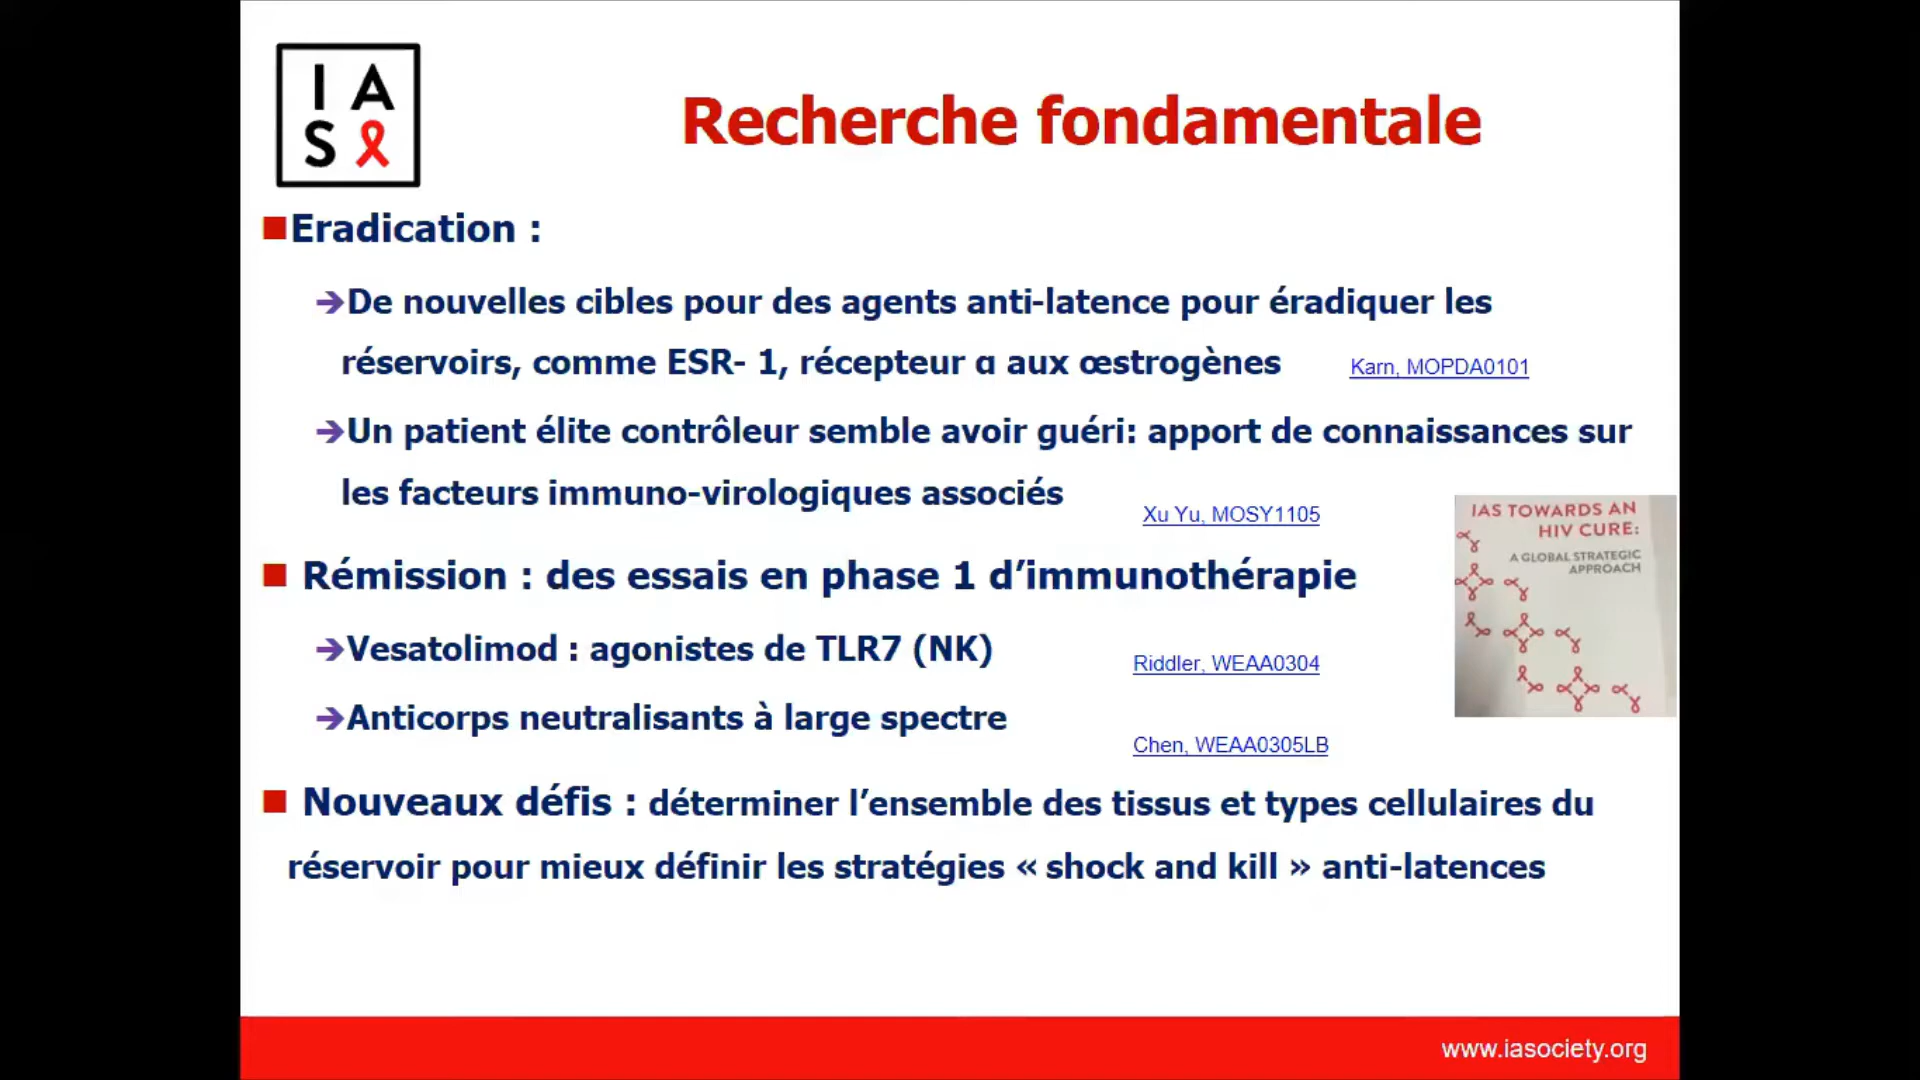 I A
S
Recherche fondamentale
Eradication :
De nouvelles cibles pour des agents anti-latence pour éradiquer les
réservoirs, comme ESR- 1, récepteur α aux œstrogènes
Karn, MOPDA0101
Un patient élite contrôleur semble avoir guéri: apport de connaissances sur
les facteurs immuno-virologiques associés
Xu Yu, MOSY1105
IAS TOWARDS AN
HIV CURE:
A GLOBAL STRATEGIC
APPROACH
Rémission : des essais en phase 1 d’immunothérapie
Vesatolimod : agonistes de TLR7 (NK)
Riddler, WEAA0304
Anticorps neutralisants à large spectre
Chen, WEAA0305LB
Nouveaux défis : déterminer l’ensemble des tissus et types cellulaires du
réservoir pour mieux définir les stratégies « shock and kill » anti-latences
www.iasociety.org